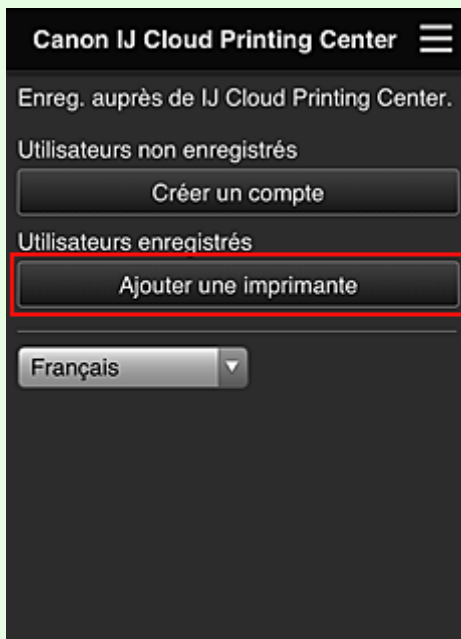 Canon IJ Cloud Printing Center
Enreg. auprès de IJ Cloud Printing Center.
Utilisateurs non enregistrés
Créer un compte
Utilisateurs enregistrés
Ajouter une imprimante
Français